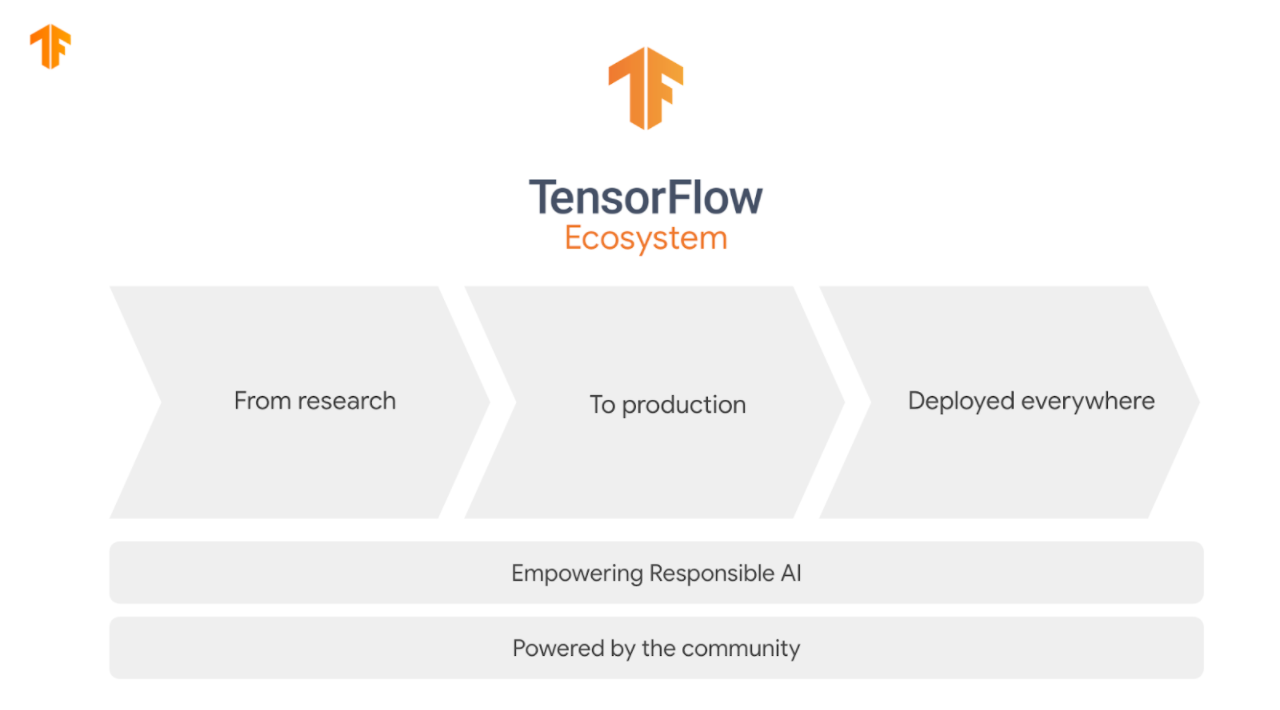 TensorFlow
Ecosystem
From research
To production
Deployed everywhere
Empowering Responsible AI
Powered by the community